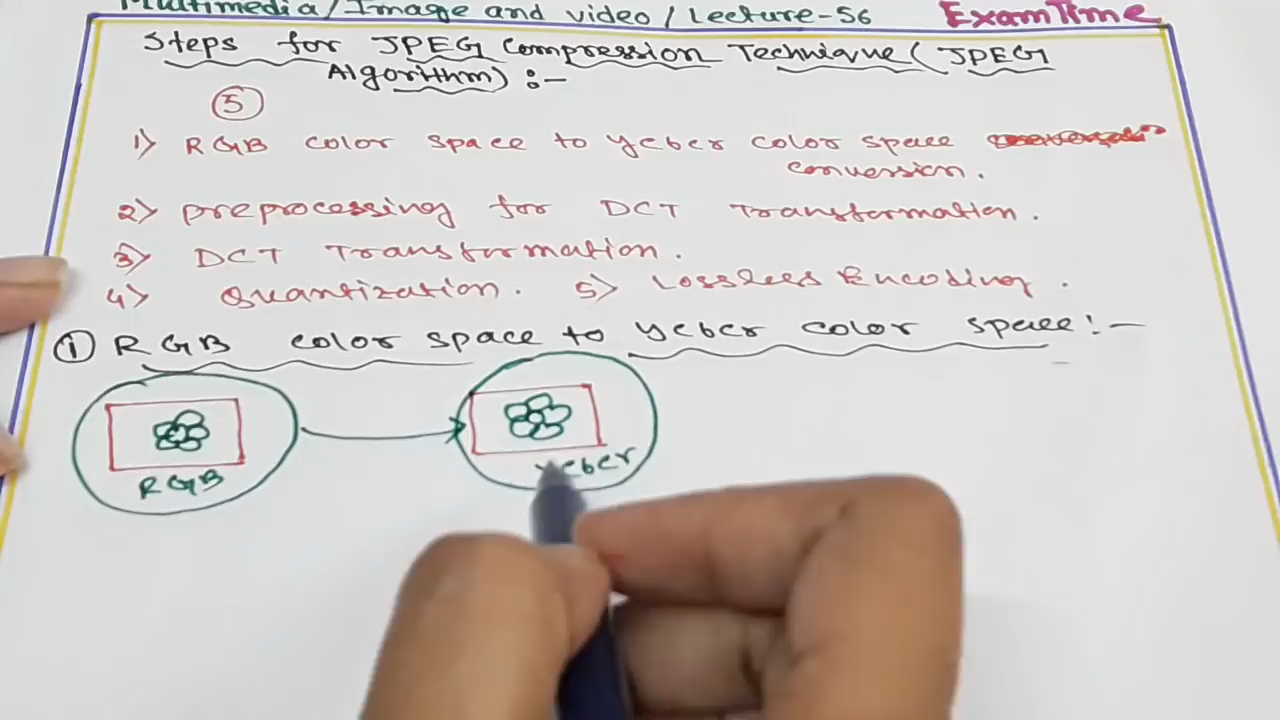 Multimedia/Image and video/Lecture-56 ExamTime
Steps for JPEG Compression Technique (JPEG
Algorithm) :-
5
1) RGB color space to ycbcr color space
conversion.
2) preprocessing for DCT Transformation.
3) DCT Transformation.
4) Quantization. 5) Lossless Encoding.
1 RGB color space to ycbcr color space :-
RGB
ycbcr